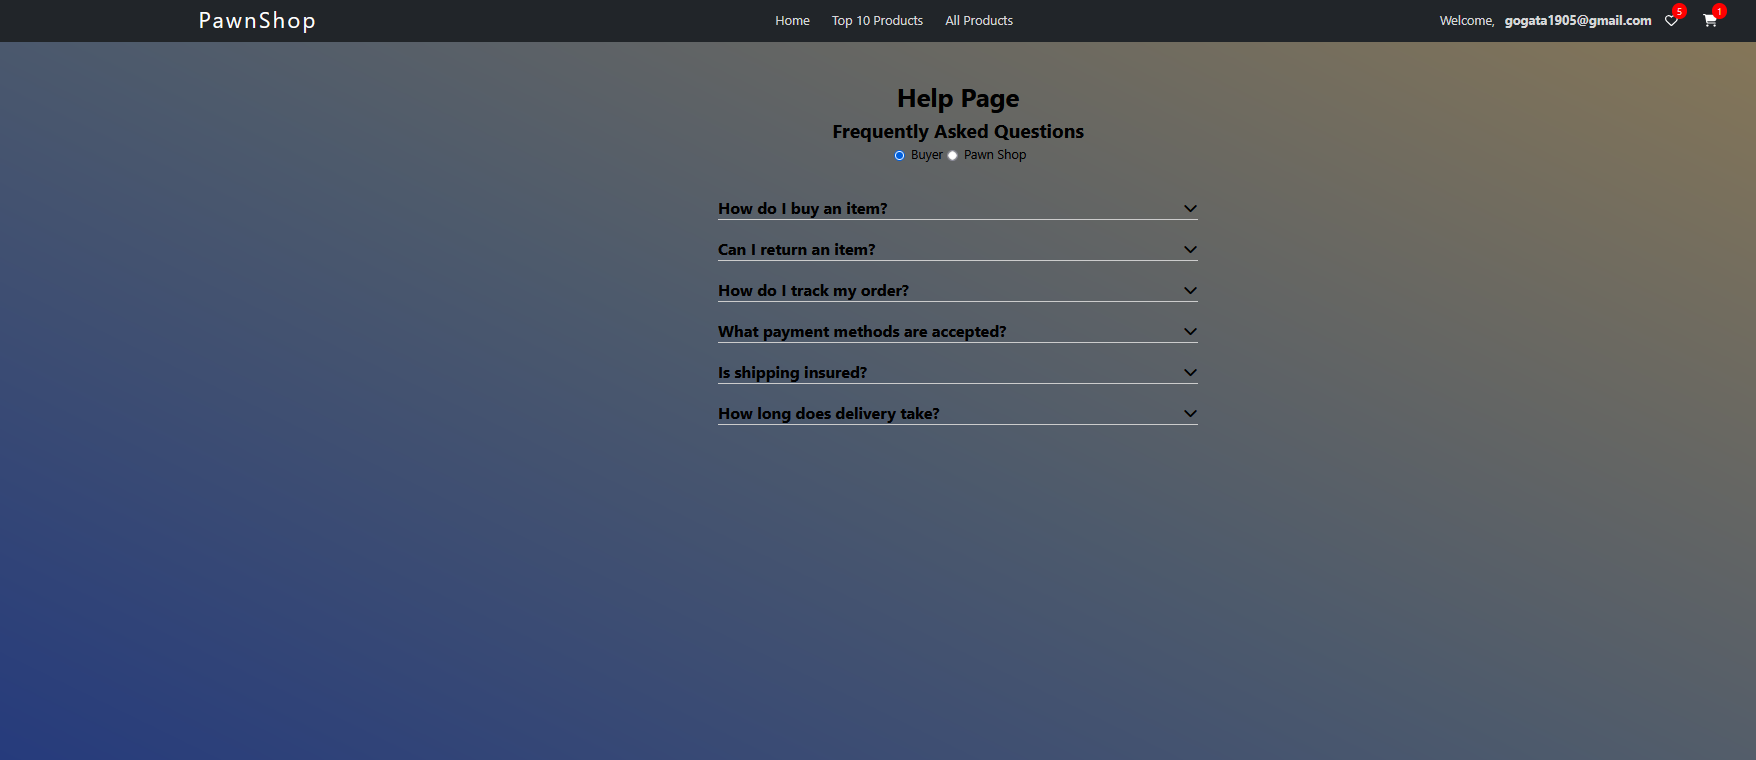 PawnShop Home Top 10 Products All Products Welcome, gogata1905@gmail.com 5 1
Help Page
Frequently Asked Questions
Buyer Pawn Shop
How do I buy an item?
Can I return an item?
How do I track my order?
What payment methods are accepted?
Is shipping insured?
How long does delivery take?